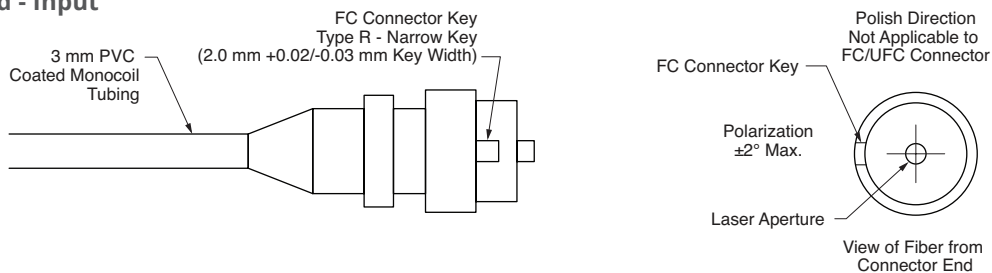 d - Input
FC Connector Key
Type R - Narrow Key
(2.0 mm +0.02/-0.03 mm Key Width)
3 mm PVC
Coated Monocoil
Tubing
Polish Direction
Not Applicable to
FC/UFC Connector
FC Connector Key
Polarization
±2° Max.
Laser Aperture
View of Fiber from
Connector End